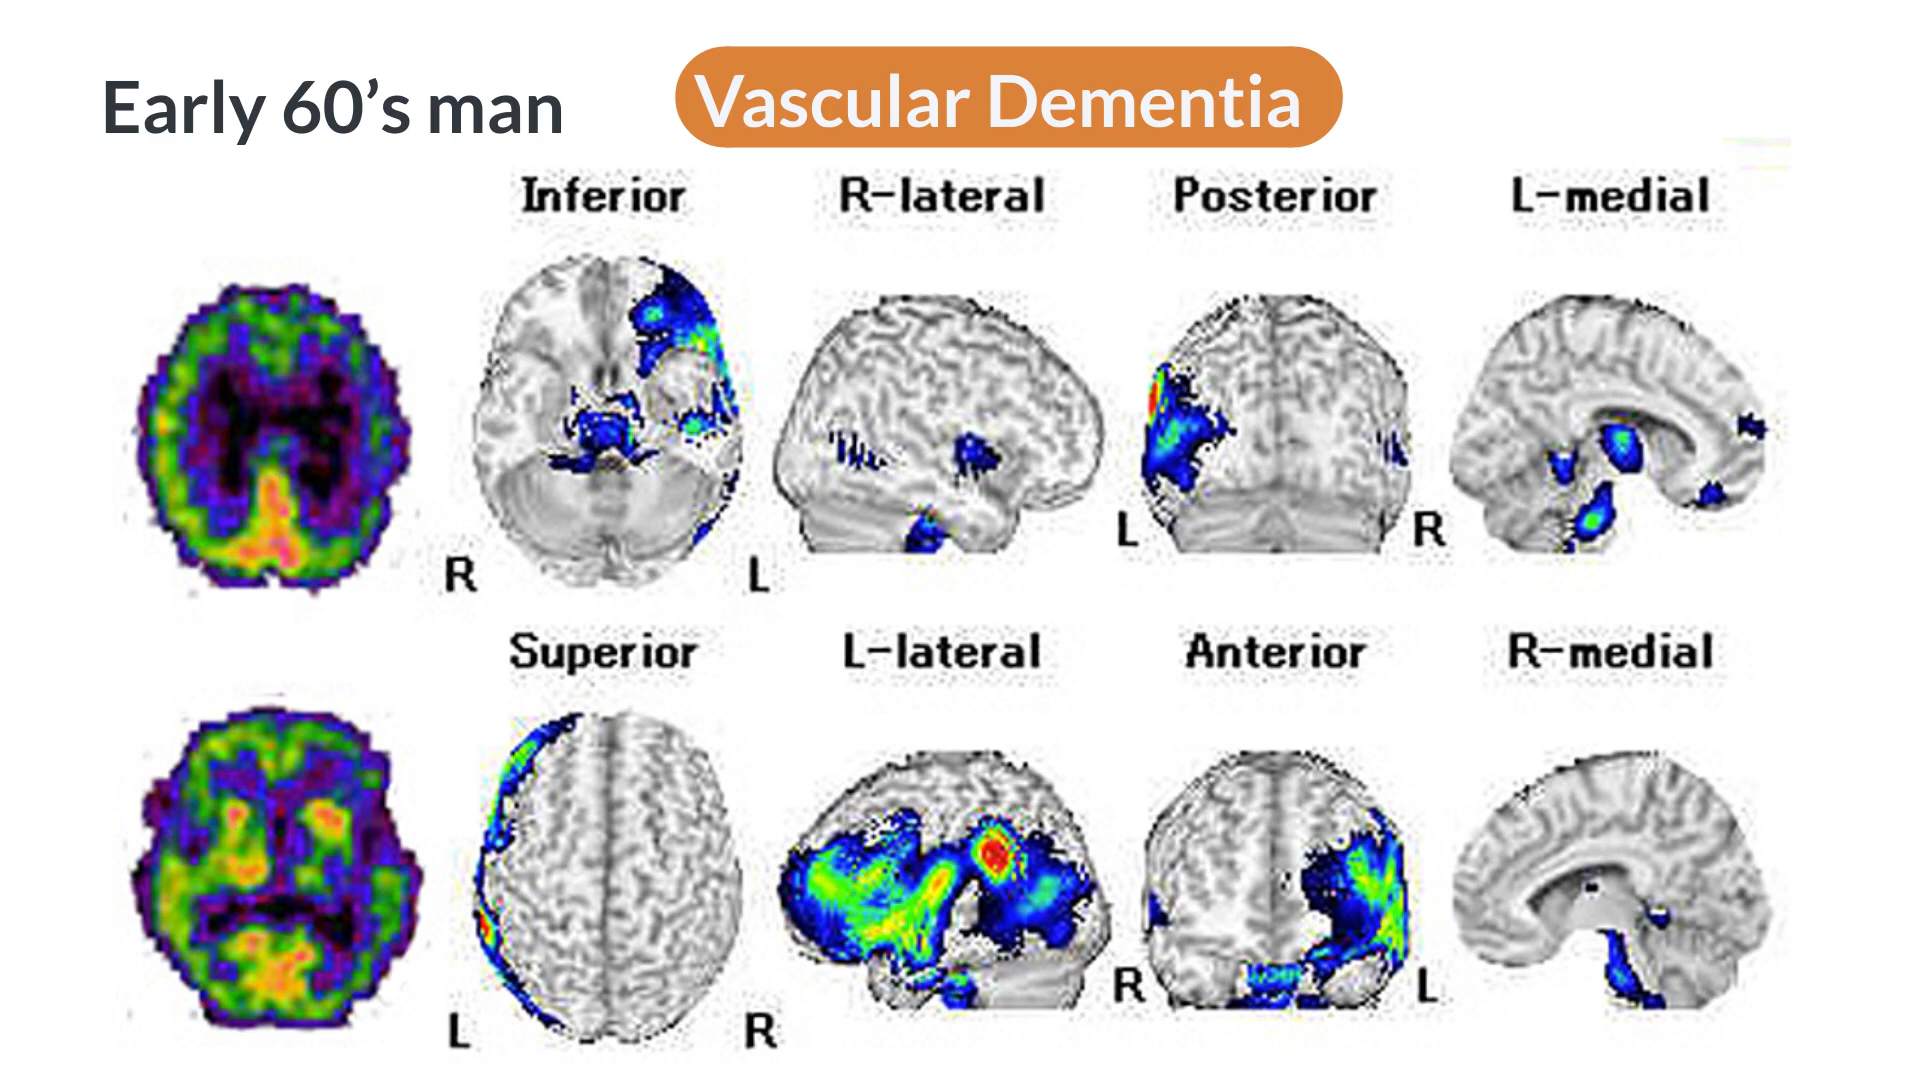 Early 60’s man
Vascular Dementia
Inferior
R-lateral
Posterior
L-medial
R
L
L
R
Superior
L-lateral
Anterior
R-medial
L
R
R
L